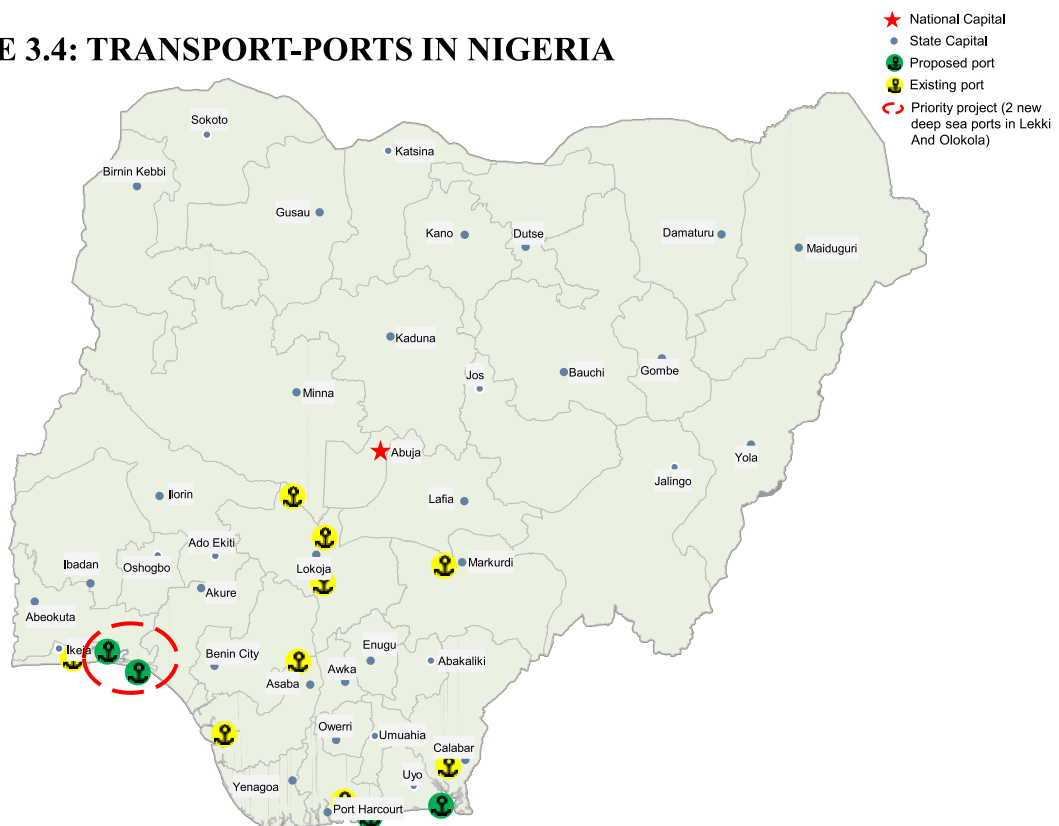 E 3.4: TRANSPORT-PORTS IN NIGERIA
National Capital
State Capital
Proposed port
Existing port
Priority project (2 new
deep sea ports in Lekki
And Olokola)
Sokoto
Katsina
Birnin Kebbi
Gusau
Kano
Dutse
Damaturu
Maiduguri
Kaduna
Jos
Bauchi
Gombe
Minna
Abuja
Yola
Jalingo
Ilorin
Lafia
Ado Ekiti
Ibadan
Oshogbo
Lokoja
Markurdi
Akure
Abeokuta
Ikeja
Benin City
Enugu
Awka
Abakaliki
Asaba
Owerri
Umuahia
Calabar
Uyo
Yenagoa
Port Harcourt